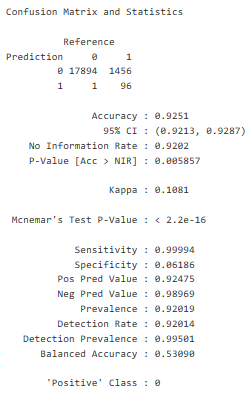 Confusion Matrix and Statistics
Reference
Prediction 0 1
0 17894 1456
1 1 96
Accuracy : 0.9251
95% CI : (0.9213, 0.9287)
No Information Rate : 0.9202
P-Value [Acc > NIR] : 0.005857
Kappa : 0.1081
Mcnemar's Test P-Value : < 2.2e-16
Sensitivity : 0.99994
Specificity : 0.06186
Pos Pred Value : 0.92475
Neg Pred Value : 0.98969
Prevalence : 0.92019
Detection Rate : 0.92014
Detection Prevalence : 0.99501
Balanced Accuracy : 0.53090
'Positive' Class : 0